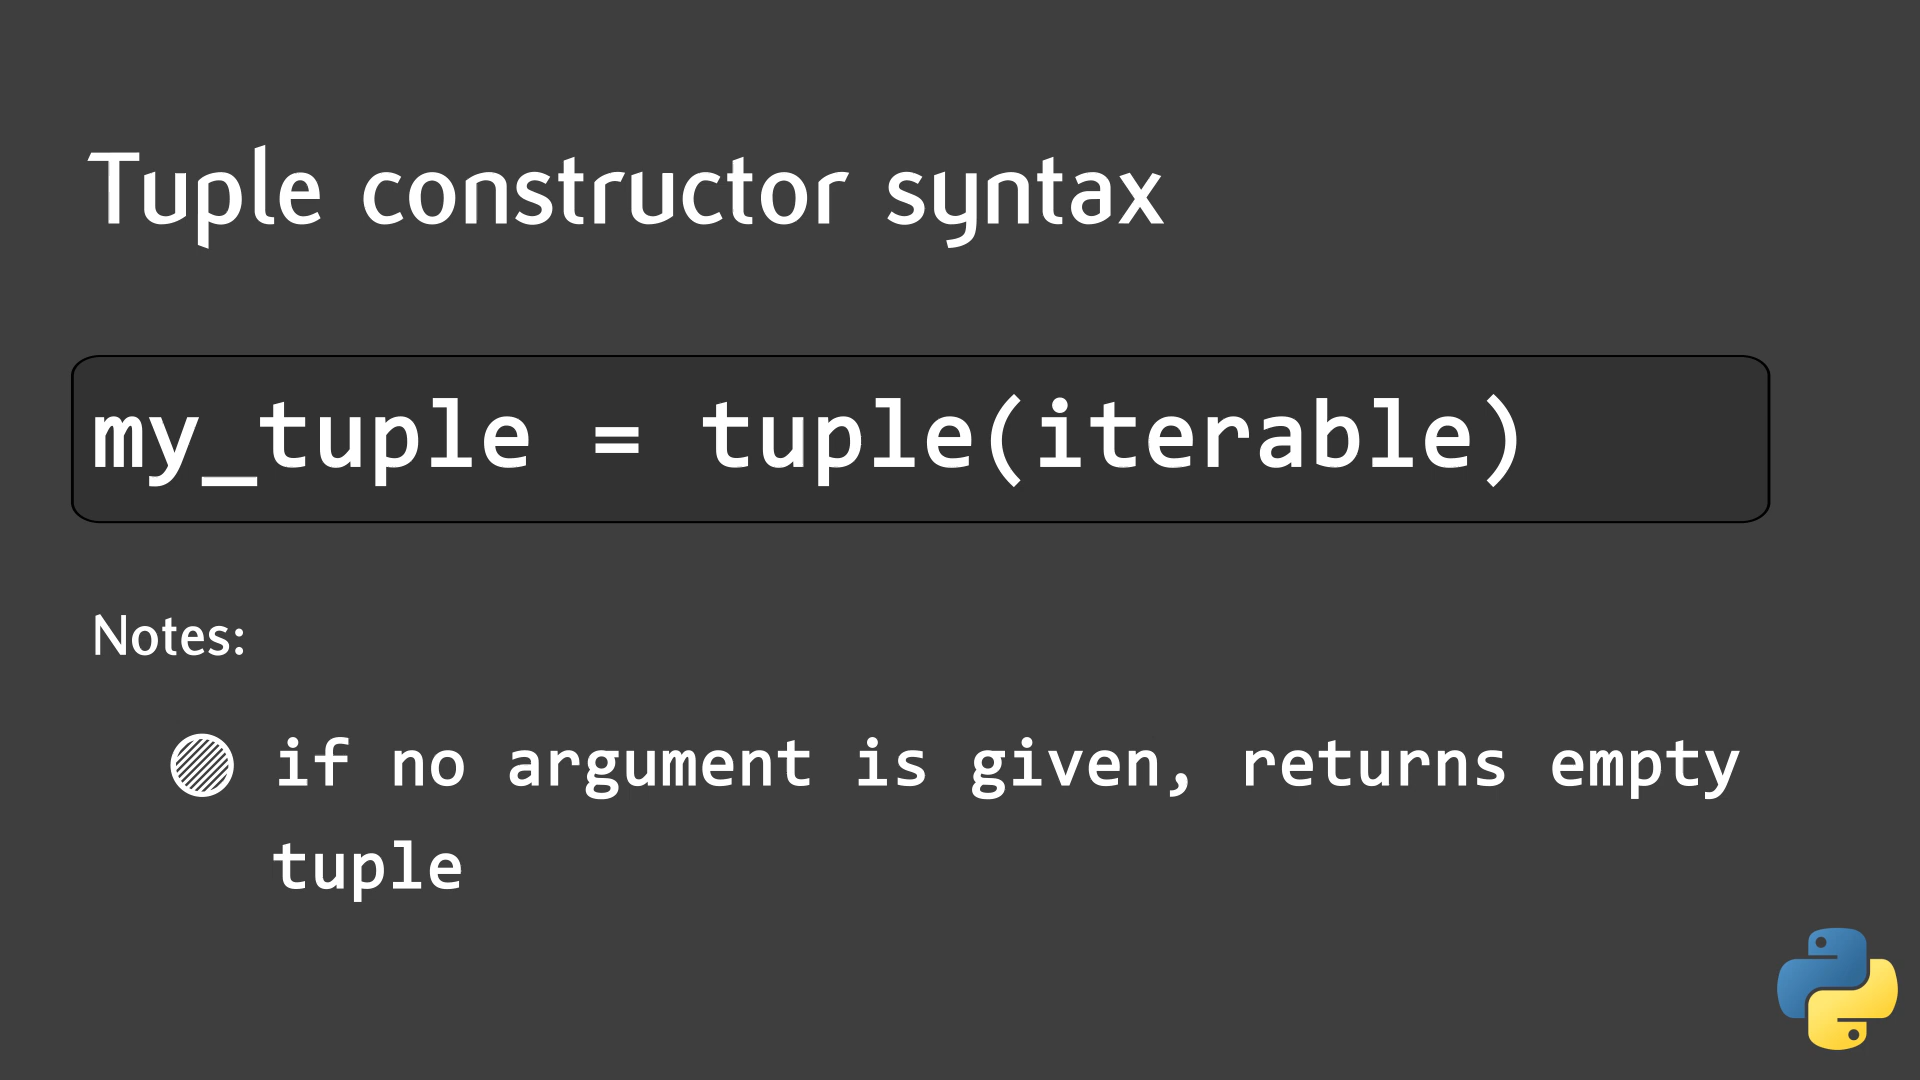 Tuple constructor syntax
my_tuple = tuple(iterable)
Notes:
if no argument is given, returns empty
tuple